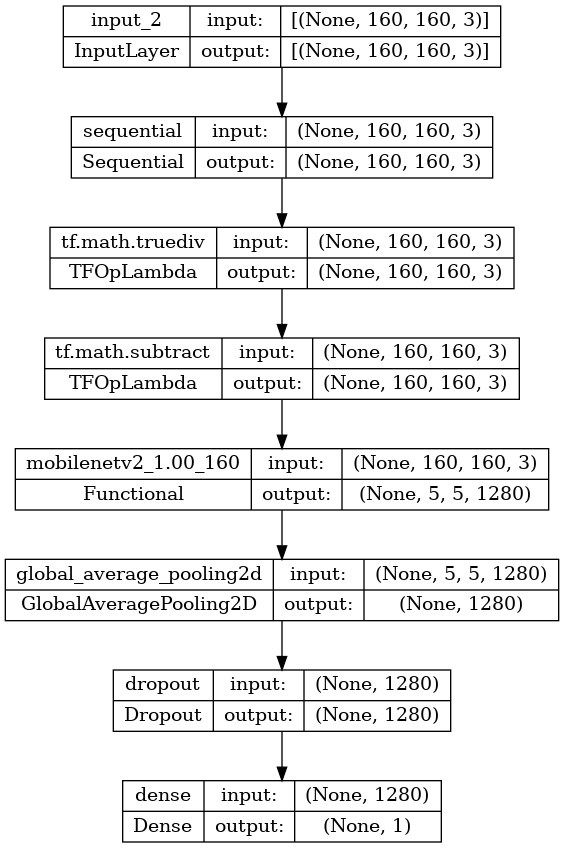 input_2 input: [(None, 160, 160, 3)]
InputLayer output: [(None, 160, 160, 3)]
sequential input: (None, 160, 160, 3)
Sequential output: (None, 160, 160, 3)
tf.math.truediv input: (None, 160, 160, 3)
TFOpLambda output: (None, 160, 160, 3)
tf.math.subtract input: (None, 160, 160, 3)
TFOpLambda output: (None, 160, 160, 3)
mobilenetv2_1.00_160 input: (None, 160, 160, 3)
Functional output: (None, 5, 5, 1280)
global_average_pooling2d input: (None, 5, 5, 1280)
GlobalAveragePooling2D output: (None, 1280)
dropout input: (None, 1280)
Dropout output: (None, 1280)
dense input: (None, 1280)
Dense output: (None, 1)